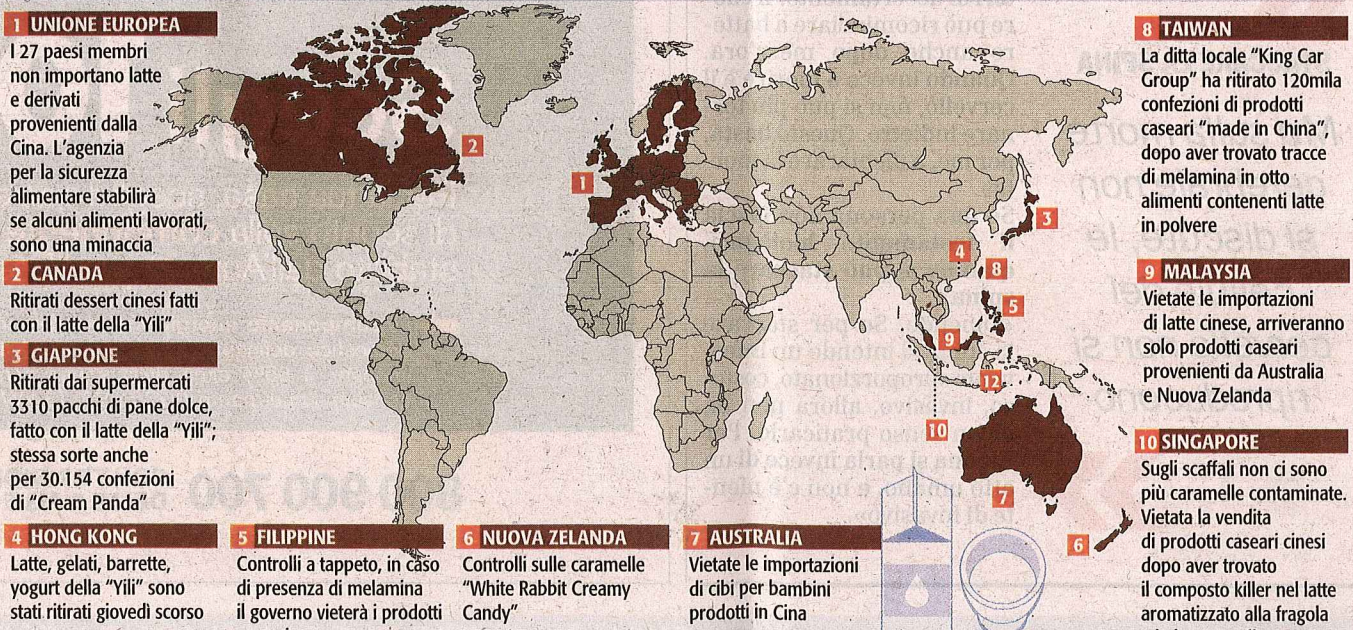 1 UNIONE EUROPEA
I 27 paesi membri
non importano latte
e derivati
provenienti dalla
Cina. L'agenzia
per la sicurezza
alimentare stabilirà
se alcuni alimenti lavorati,
sono una minaccia
2 CANADA
Ritirati dessert cinesi fatti
con il latte della "Yili"
3 GIAPPONE
Ritirati dai supermercati
3310 pacchi di pane dolce,
fatto con il latte della "Yili";
stessa sorte anche
per 30.154 confezioni
di "Cream Panda"
4 HONG KONG
Latte, gelati, barrette,
yogurt della "Yili" sono
stati ritirati giovedì scorso
5 FILIPPINE
Controlli a tappeto, in caso
di presenza di melamina
il governo vieterà i prodotti
6 NUOVA ZELANDA
Controlli sulle caramelle
"White Rabbit Creamy
Candy"
7 AUSTRALIA
Vietate le importazioni
di cibi per bambini
prodotti in Cina
8 TAIWAN
La ditta locale "King Car
Group" ha ritirato 120mila
confezioni di prodotti
caseari "made in China",
dopo aver trovato tracce
di melamina in otto
alimenti contenenti latte
in polvere
9 MALAYSIA
Vietate le importazioni
di latte cinese, arriveranno
solo prodotti caseari
provenienti da Australia
e Nuova Zelanda
10 SINGAPORE
Sugli scaffali non ci sono
più caramelle contaminate.
Vietata la vendita
di prodotti caseari cinesi
dopo aver trovato
il composto killer nel latte
aromatizzato alla fragola
1
2
3
4
8
5
9
12
10
7
6